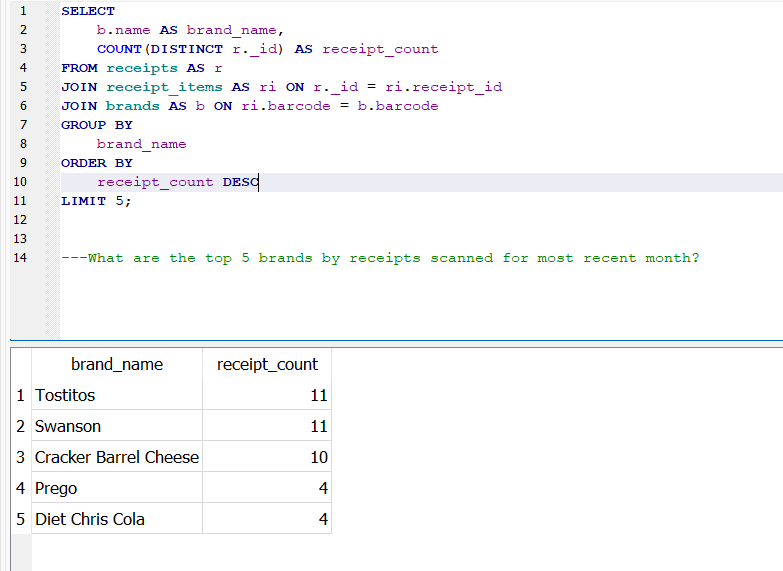 1 SELECT
2 b.name AS brand_name,
3 COUNT(DISTINCT r._id) AS receipt_count
4 FROM receipts AS r
5 JOIN receipt_items AS ri ON r._id = ri.receipt_id
6 JOIN brands AS b ON ri.barcode = b.barcode
7 GROUP BY
8 brand_name
9 ORDER BY
10 receipt_count DESC
11 LIMIT 5;
12
13
14 ---What are the top 5 brands by receipts scanned for most recent month?
brand_name receipt_count
1 Tostitos 11
2 Swanson 11
3 Cracker Barrel Cheese 10
4 Prego 4
5 Diet Chris Cola 4